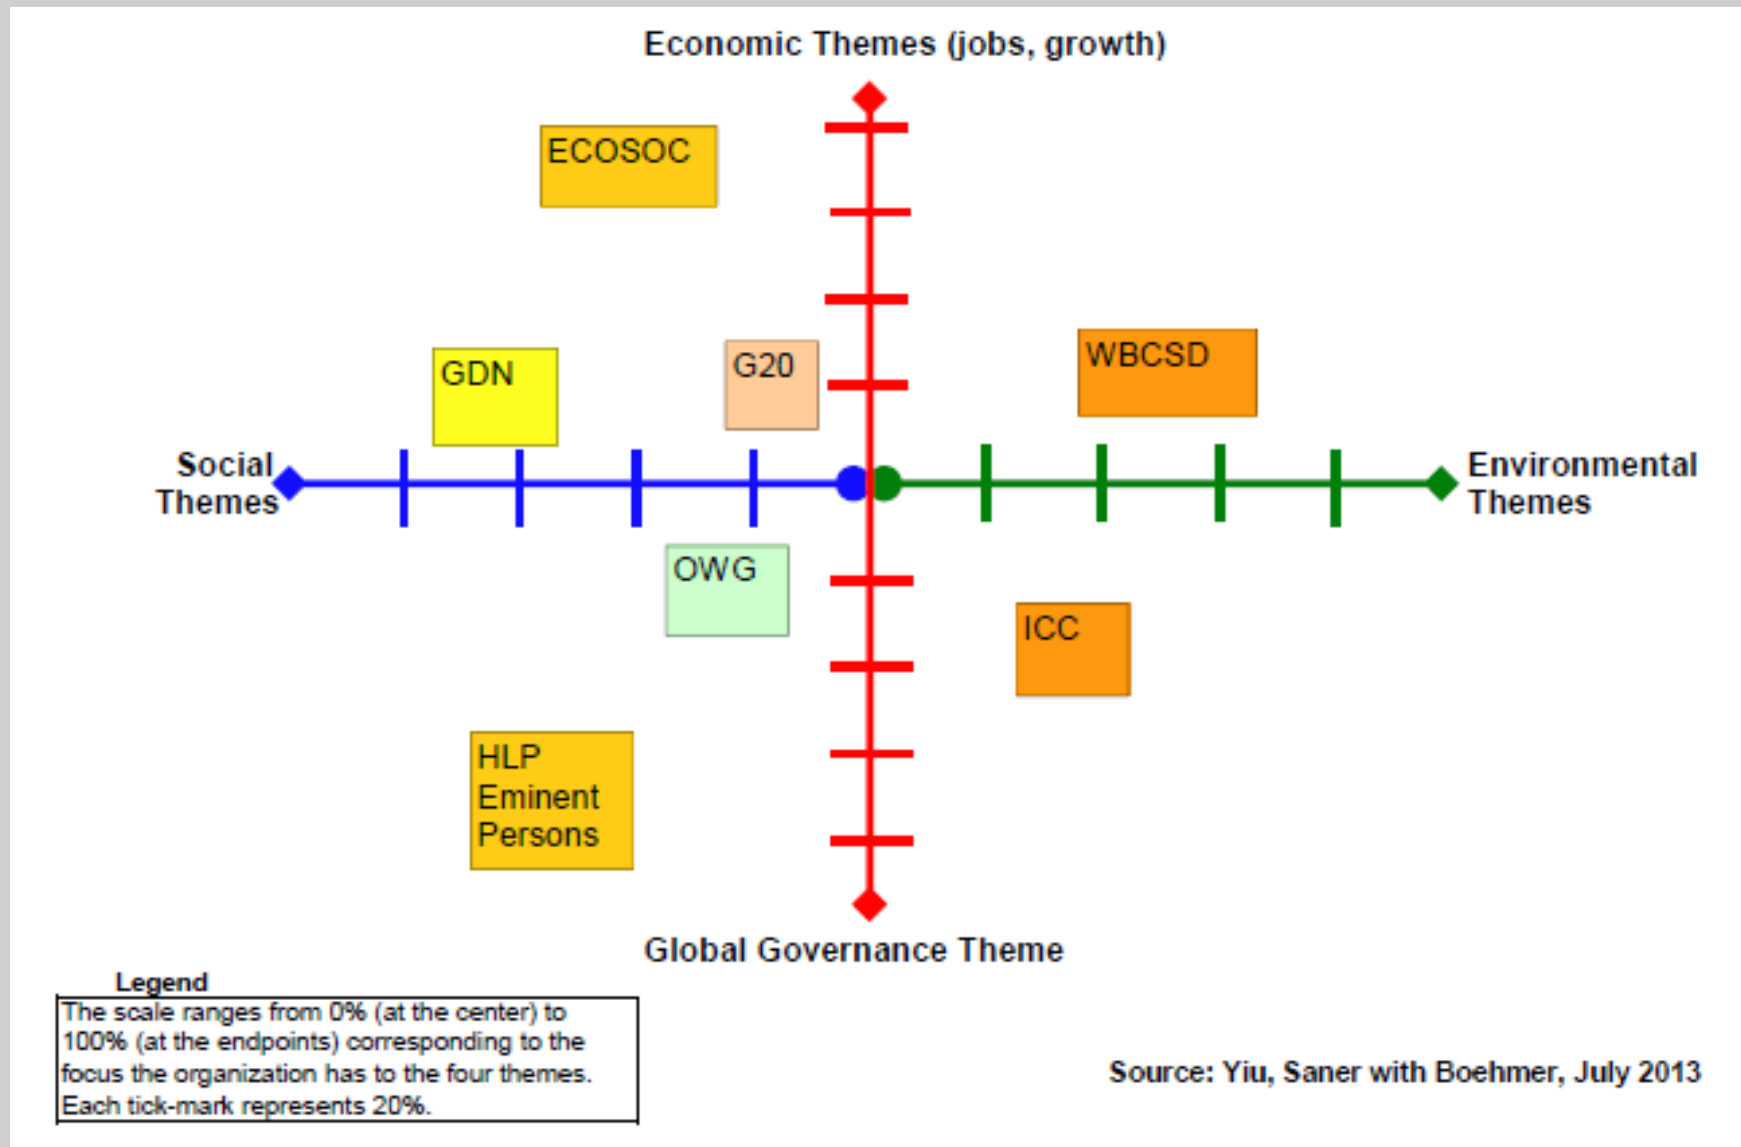 Economic Themes (jobs, growth)
ECOSOC
GDN
G20
WBCSD
Social
Themes
Environmental
Themes
OWG
ICC
HLP
Eminent
Persons
Global Governance Theme
Legend
The scale ranges from 0% (at the center) to
100% (at the endpoints) corresponding to the
focus the organization has to the four themes.
Each tick-mark represents 20%.
Source: Yiu, Saner with Boehmer, July 2013